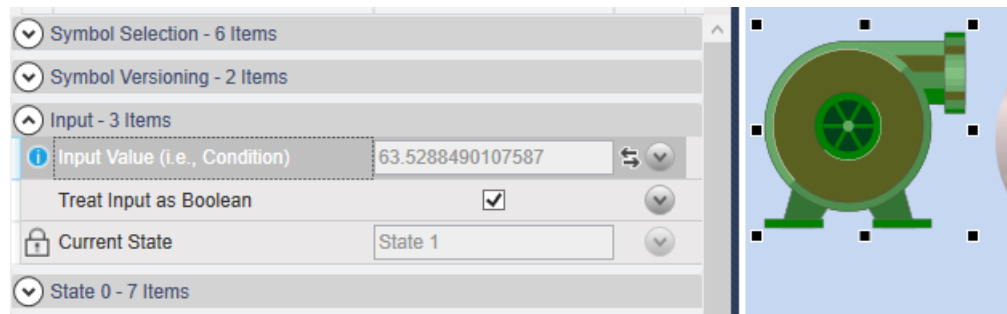 Symbol Selection - 6 Items
Symbol Versioning - 2 Items
Input - 3 Items
Input Value (i.e., Condition) 63.5288490107587
Treat Input as Boolean
Current State State 1
State 0 - 7 Items